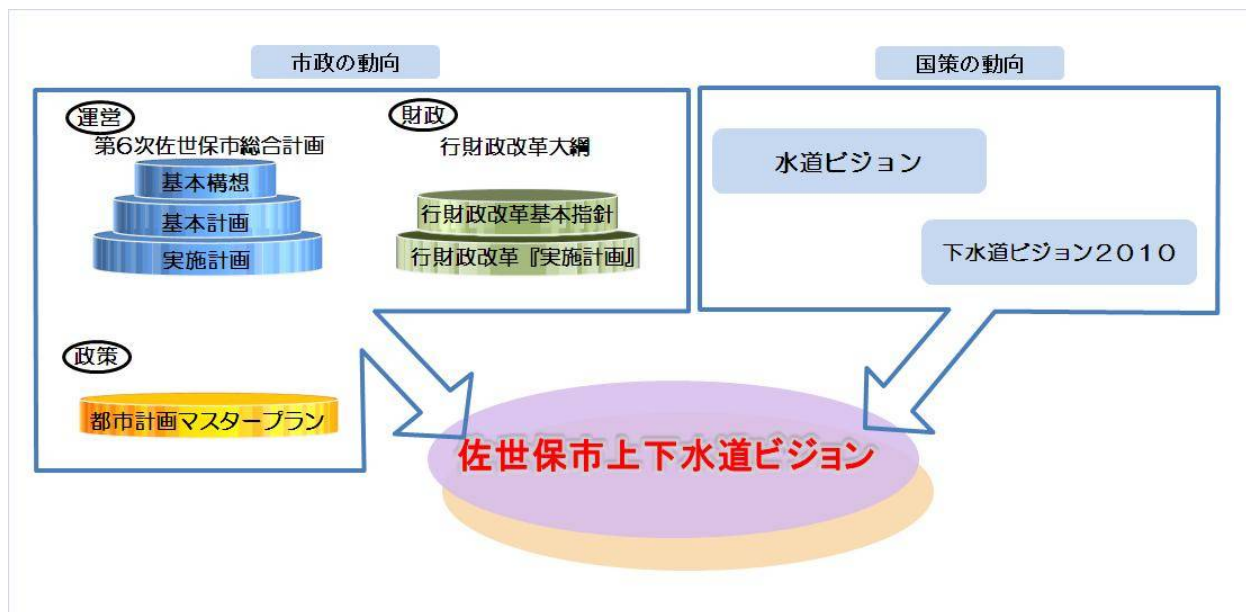 市政の動向
運営
第６次佐世保市総合計画
基本構想
基本計画
実施計画
財政
行財政改革大綱
行財政改革基本指針
行財政改革『実施計画』
政策
都市計画マスタープラン
国策の動向
水道ビジョン
下水道ビジョン２０１０
佐世保市上下水道ビジョン